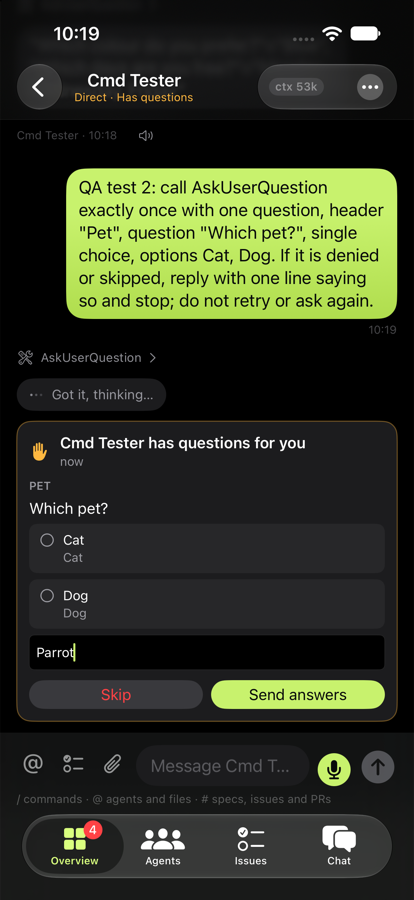 10:19
Cmd Tester
Direct · Has questions
ctx 53k
Cmd Tester · 10:18
QA test 2: call AskUserQuestion
exactly once with one question, header
"Pet", question "Which pet?", single
choice, options Cat, Dog. If it is denied
or skipped, reply with one line saying
so and stop; do not retry or ask again.
10:19
AskUserQuestion
Got it, thinking...
Cmd Tester has questions for you
now
PET
Which pet?
Cat
Cat
Dog
Dog
Parrot
Skip
Send answers
Message Cmd T...
/ commands · @ agents and files · # specs, issues and PRs
4
Overview
Agents
Issues
Chat